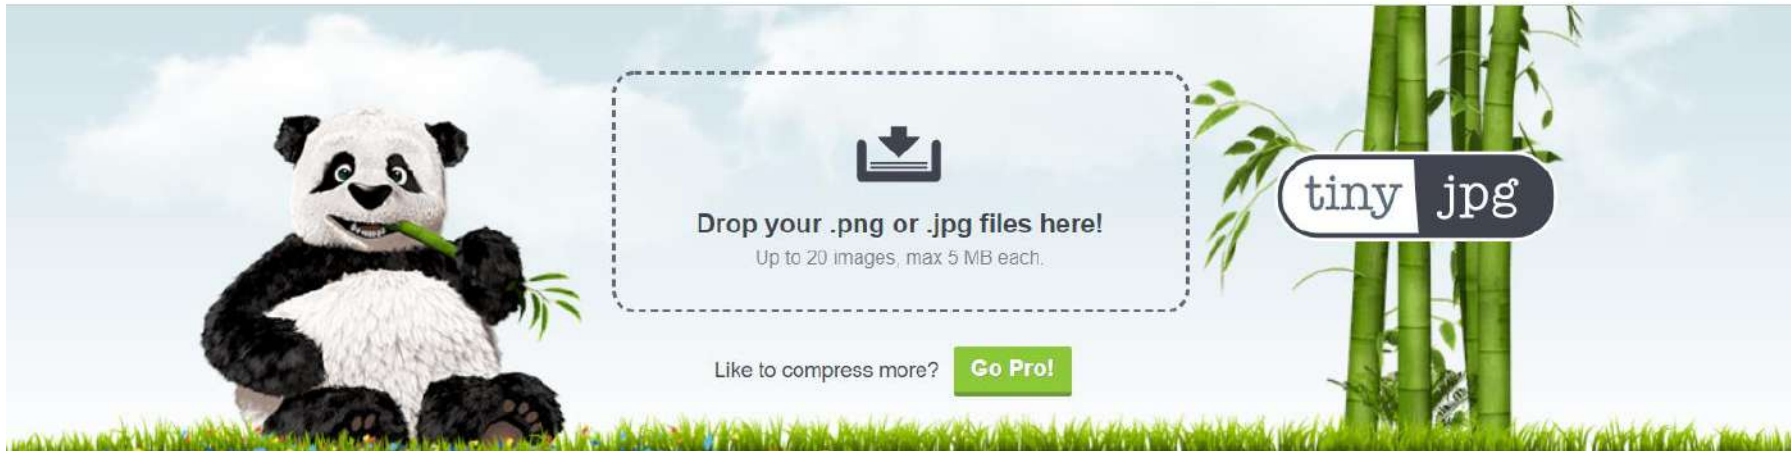 Drop your .png or .jpg files here!
Up to 20 images, max 5 MB each.
Like to compress more? Go Pro!
tiny jpg